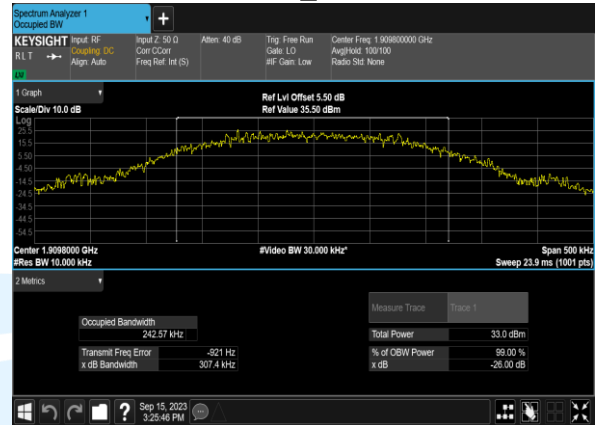 Spectrum Analyzer 1
Occupied BW
+
KEYSIGHT
RLT
Input: RF
Coupling: DC
Align: Auto
Input Z: 50 Ω
Corr CCorr
Freq Ref: Int (S)
Atten: 40 dB
Trig: Free Run
Gate: LO
#IF Gain: Low
Center Freq: 1.909800000 GHz
Avg|Hold: 100/100
Radio Std: None
LV
1 Graph
Scale/Div 10.0 dB
Ref Lvl Offset 5.50 dB
Ref Value 35.50 dBm
Log
25.5
15.5
5.50
-4.50
-14.5
-24.5
-34.5
-44.5
-54.5
Center 1.9098000 GHz
#Res BW 10.000 kHz
#Video BW 30.000 kHz*
Span 500 kHz
Sweep 23.9 ms (1001 pts)
2 Metrics
Measure Trace
Trace 1
Occupied Bandwidth
242.57 kHz
Total Power
33.0 dBm
Transmit Freq Error
-921 Hz
% of OBW Power
99.00 %
x dB Bandwidth
307.4 kHz
x dB
-26.00 dB
?
Sep 15, 2023
3:25:46 PM